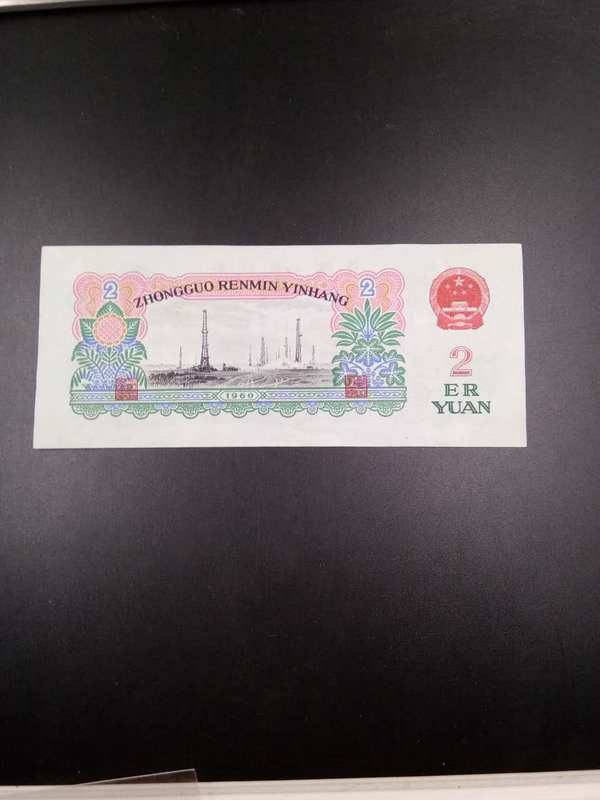 2
ZHONGGUO RENMIN YINHANG
2
1960
2
ER
YUAN